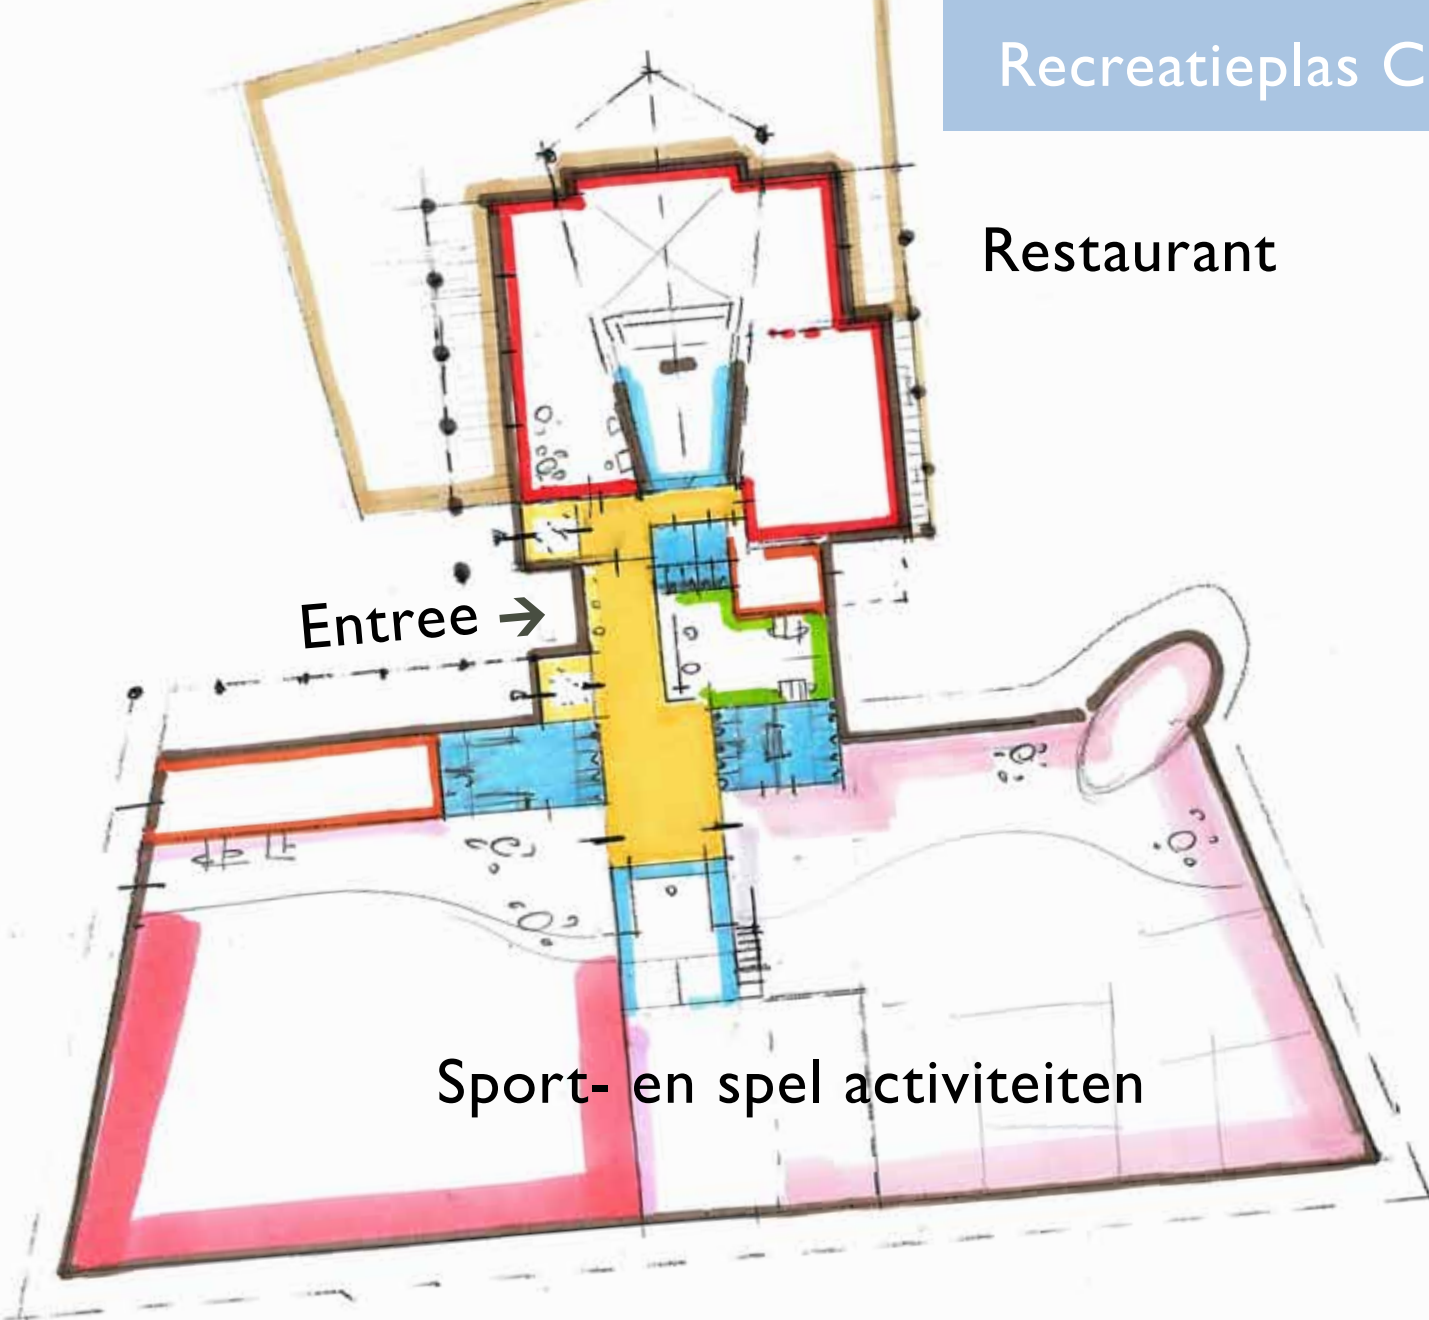 Recreatieplas C
Restaurant
Entree →
Sport- en spel activiteiten